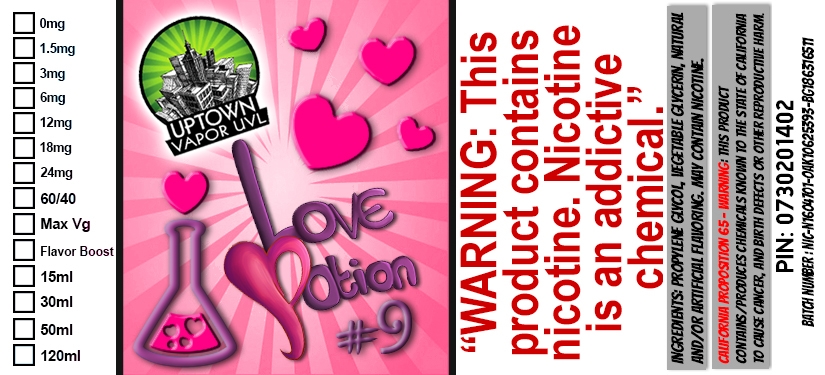 0mg
1.5mg
3mg
6mg
12mg
18mg
24mg
60/40
Max Vg
Flavor Boost
15ml
30ml
50ml
120ml
UPTOWN
VAPOR UVL.
Love
Potion
#9
“WARNING: This
product contains
nicotine. Nicotine
is an addictive
chemical.”
INGREDIENTS: PROPYLENE GLYCOL, VEGETABLE GLYCERIN, NATURAL
AND/OR ARTIFICIAL FLAVORING. MAY CONTAIN NICOTINE.
CALIFORNIA PROPOSITION 65 - WARNING: THIS PRODUCT
CONTAINS/PRODUCES CHEMICALS KNOWN TO THE STATE OF CALIFORNIA
TO CAUSE CANCER, AND BIRTH DEFECTS OR OTHER REPRODUCTIVE HARM.
PIN: 0730201402
BATCH NUMBER: